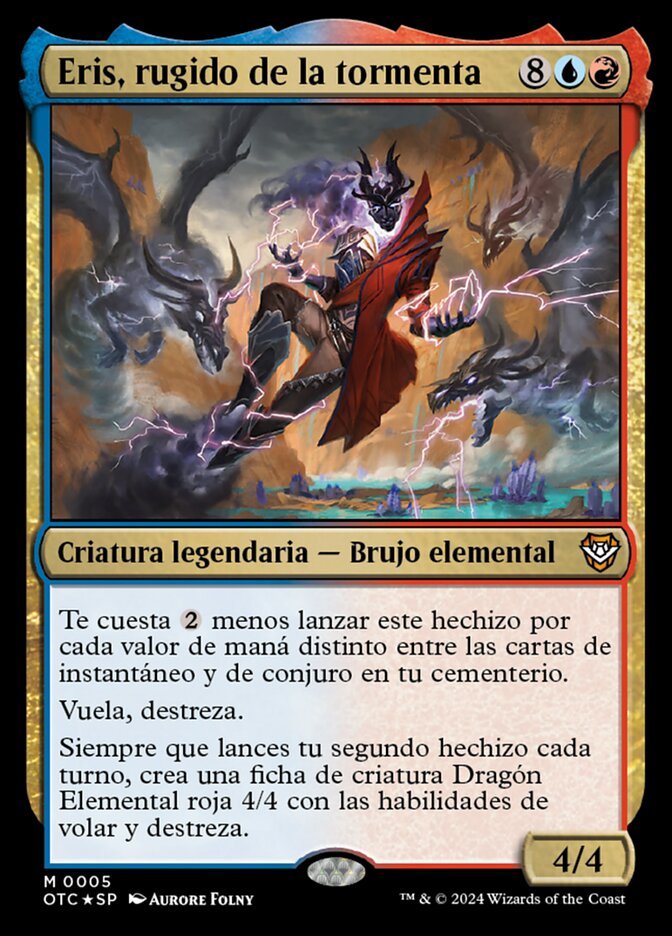 Eris, rugido de la tormenta 8
Criatura legendaria — Brujo elemental
Te cuesta 2 menos lanzar este hechizo por
cada valor de maná distinto entre las cartas de
instantáneo y de conjuro en tu cementerio.
Vuela, destreza.
Siempre que lances tu segundo hechizo cada
turno, crea una ficha de criatura Dragón
Elemental roja 4/4 con las habilidades de
volar y destreza.
4/4
M 0005
OTC ★ SP AURORE FOLNY
™ & © 2024 Wizards of the Coast